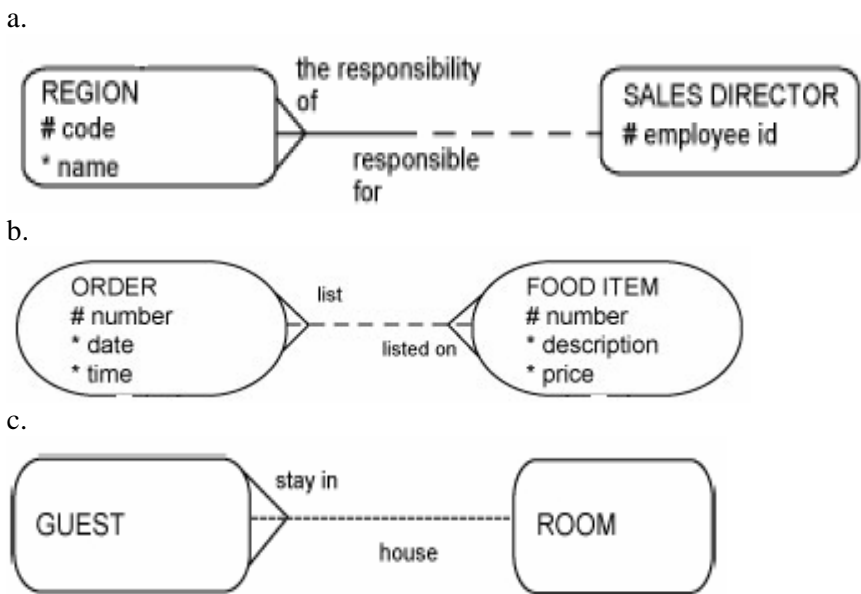 a.
the responsibility
of
REGION
# code
* name
responsible
for
SALES DIRECTOR
# employee id
b.
ORDER
# number
* date
* time
list
listed on
FOOD ITEM
# number
* description
* price
c.
GUEST
stay in
house
ROOM